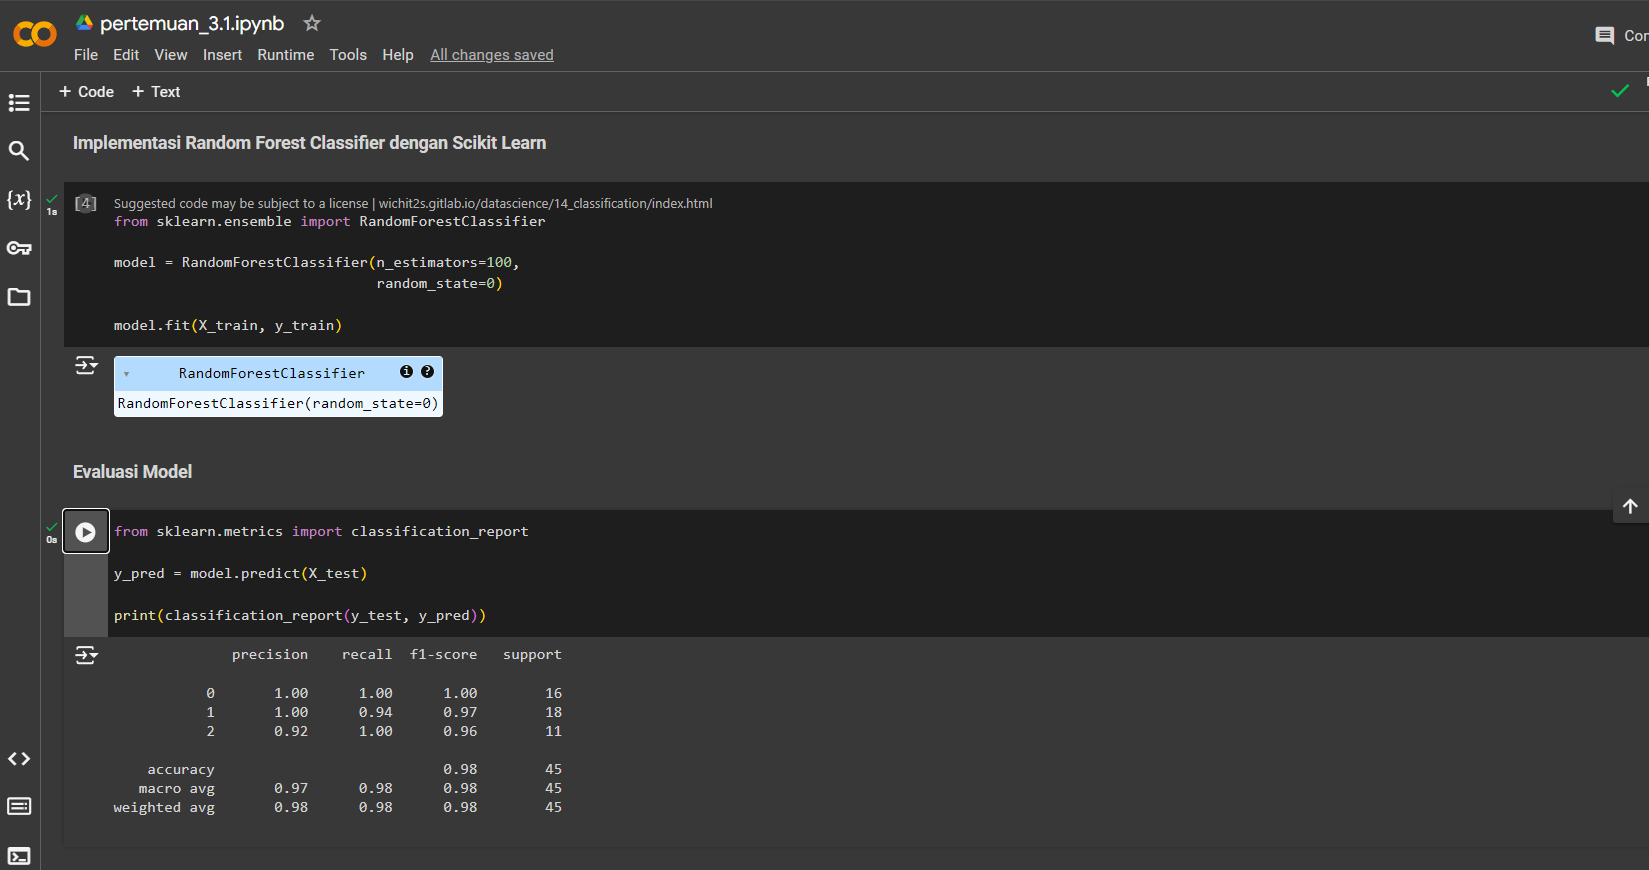 pertemuan_3.1.ipynb
File Edit View Insert Runtime Tools Help All changes saved
+ Code + Text
Implementasi Random Forest Classifier dengan Scikit Learn
1s
[4]
Suggested code may be subject to a license | wichit2s.gitlab.io/datascience/14_classification/index.html
from sklearn.ensemble import RandomForestClassifier
model = RandomForestClassifier(n_estimators=100,
random_state=0)
model.fit(X_train, y_train)
RandomForestClassifier
RandomForestClassifier(random_state=0)
Evaluasi Model
0s
from sklearn.metrics import classification_report
y_pred = model.predict(X_test)
print(classification_report(y_test, y_pred))
precision recall f1-score support
0 1.00 1.00 1.00 16
1 1.00 0.94 0.97 18
2 0.92 1.00 0.96 11
accuracy 0.98 45
macro avg 0.97 0.98 0.98 45
weighted avg 0.98 0.98 0.98 45